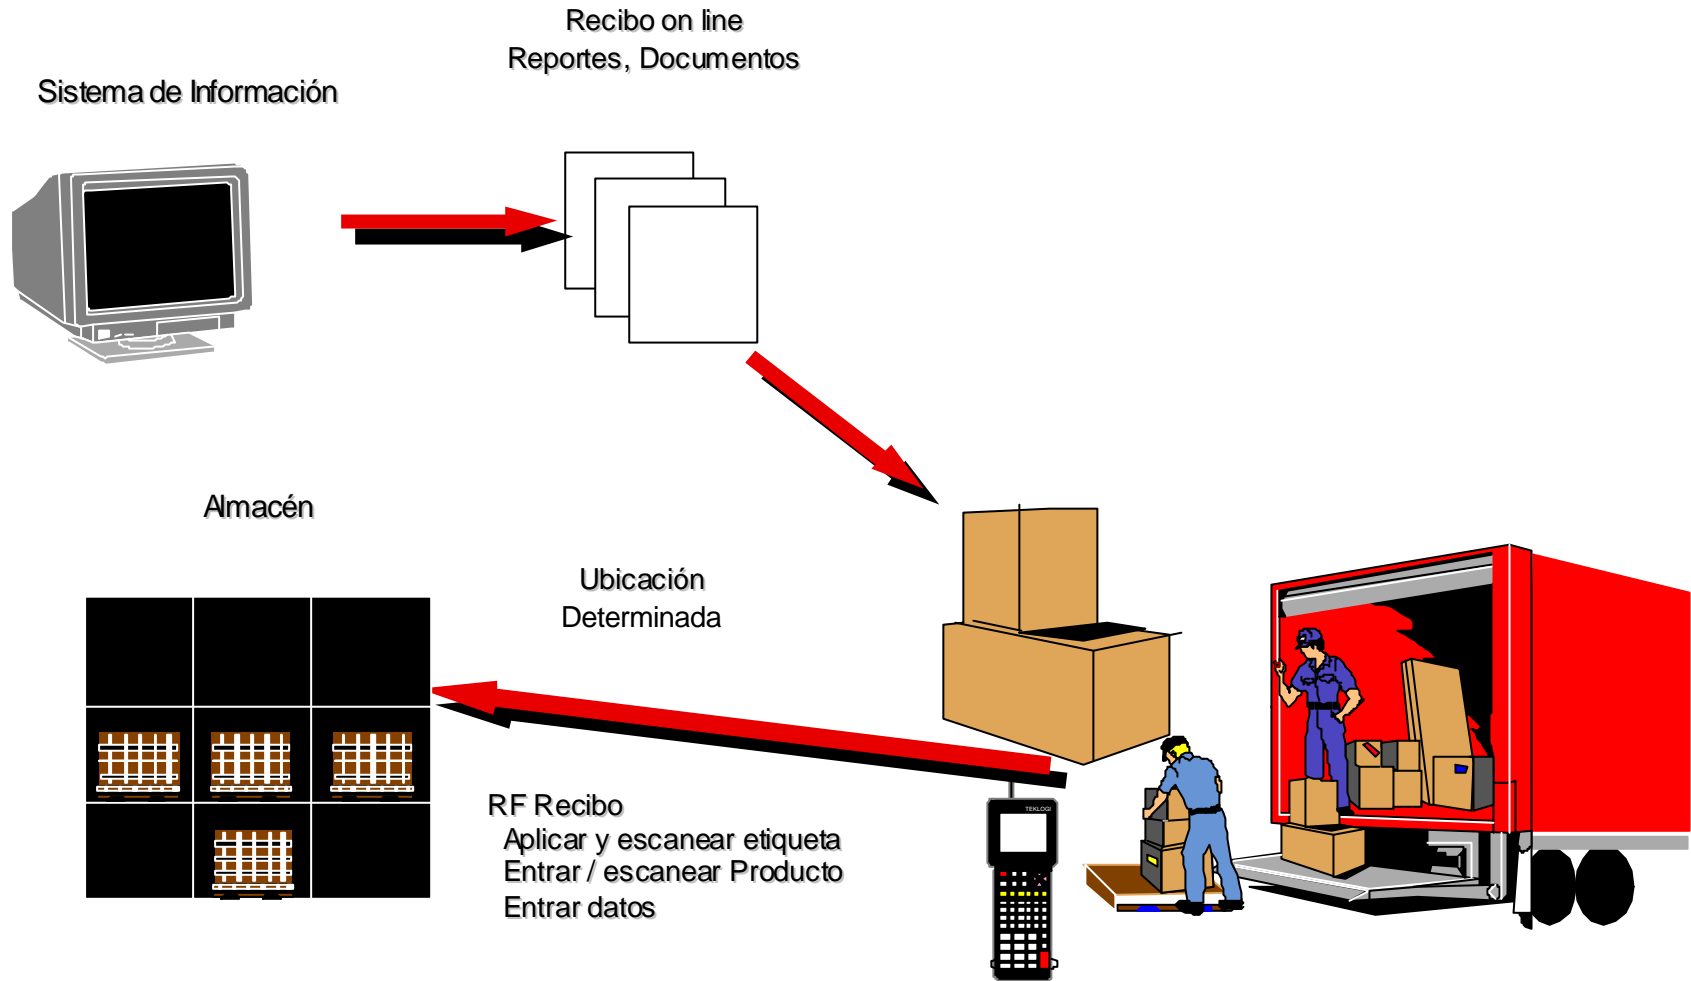 Recibo on line
Reportes, Documentos
Sistema de Información
Almacén
Ubicación
Determinada
RF Recibo
Aplicar y escanear etiqueta
Entrar / escanear Producto
Entrar datos
TEKLOGI